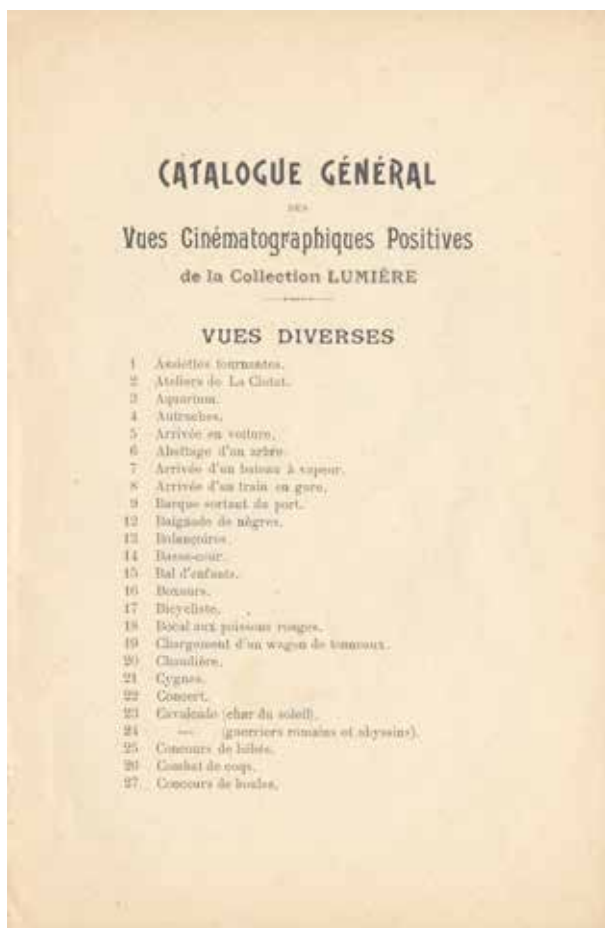 CATALOGUE GÉNÉRAL
DES
Vues Cinématographiques Positives
de la Collection LUMIÈRE
VUES DIVERSES
1 Assiettes tournantes.
2 Ateliers de La Ciotat.
3 Aquarium.
4 Autruches.
5 Arrivée en voiture.
6 Abattage d'un arbre.
7 Arrivée d'un bateau à vapeur.
8 Arrivée d'un train en gare.
9 Barque sortant du port.
12 Baignade de nègres.
13 Balançoires.
14 Basse-cour.
15 Bal d'enfants.
16 Boxeurs.
17 Bicycliste.
18 Bocal aux poissons rouges.
19 Chargement d'un wagon de tonneaux.
20 Chaudière.
21 Cygnes.
22 Concert.
23 Cavalcade (char du soleil).
24 — (guerriers romains et abyssins).
25 Concours de bébés.
26 Combat de coqs.
27 Concours de boules.